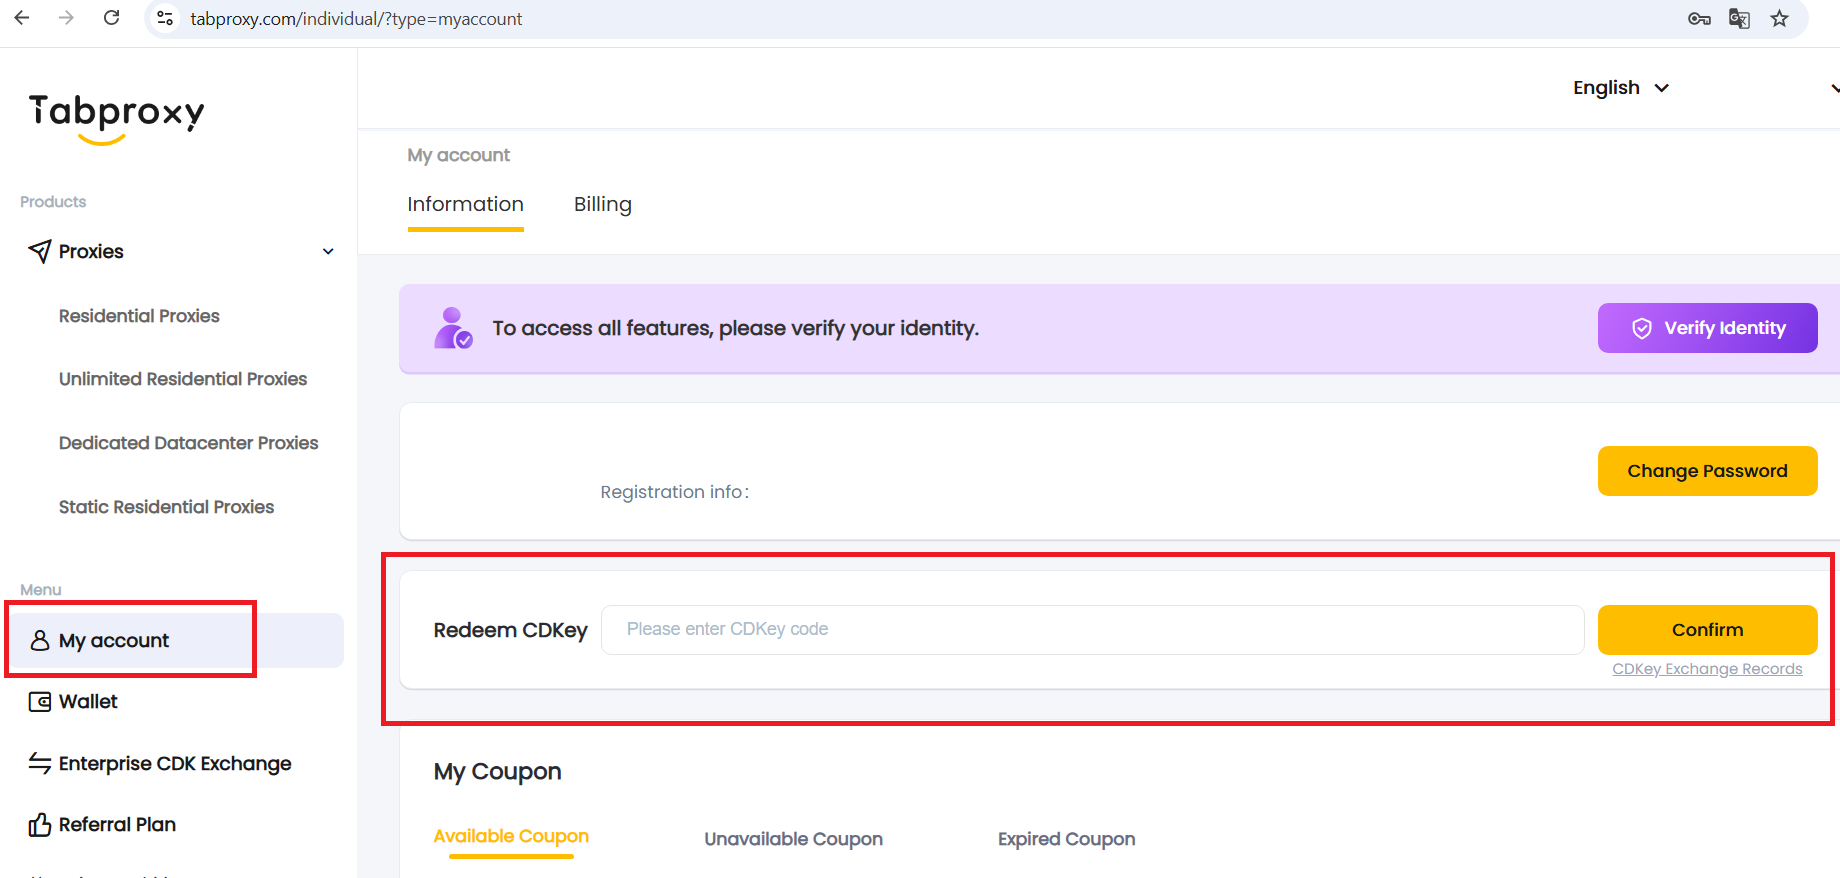 tabproxy.com/individual/?type=myaccount
Tabproxy
English
My account
Information Billing
Products
Proxies
Residential Proxies
Unlimited Residential Proxies
Dedicated Datacenter Proxies
Static Residential Proxies
Menu
My account
Wallet
Enterprise CDK Exchange
Referral Plan
To access all features, please verify your identity.
Verify Identity
Registration info:
Change Password
Redeem CDKey
Please enter CDKey code
Confirm
CDKey Exchange Records
My Coupon
Available Coupon Unavailable Coupon Expired Coupon